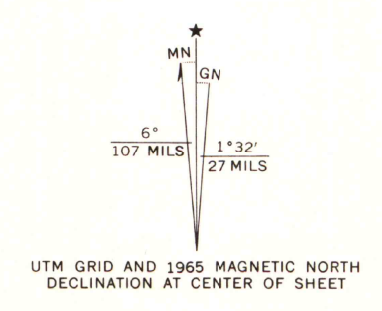 MN
GN
6°
107 MILS
1°32'
27 MILS
UTM GRID AND 1965 MAGNETIC NORTH
DECLINATION AT CENTER OF SHEET